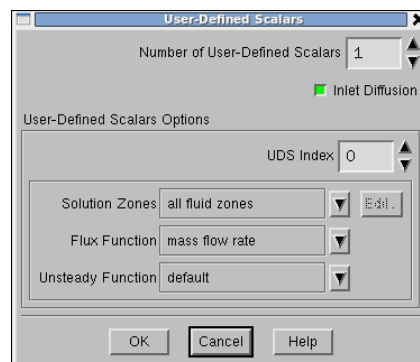 User-Defined Scalars
Number of User-Defined Scalars 1
Inlet Diffusion
User-Defined Scalars Options
UDS Index 0
Solution Zones all fluid zones Edit..
Flux Function mass flow rate
Unsteady Function default
OK Cancel Help